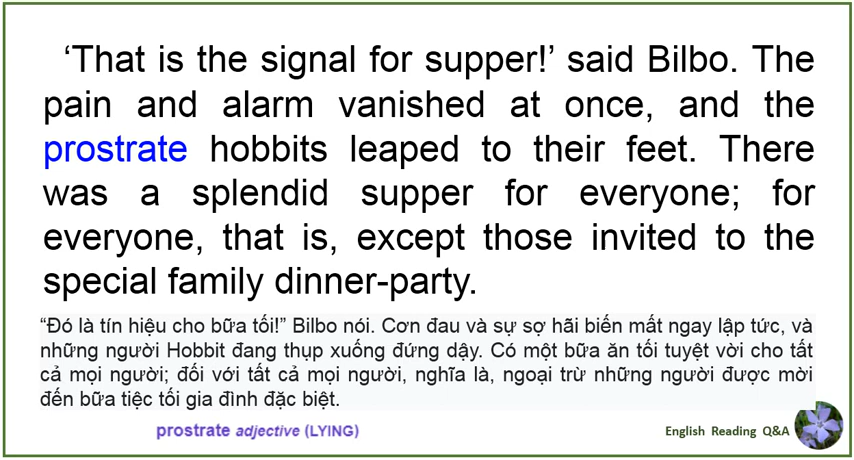 ‘That is the signal for supper!’ said Bilbo. The
pain and alarm vanished at once, and the
prostrate hobbits leaped to their feet. There
was a splendid supper for everyone; for
everyone, that is, except those invited to the
special family dinner-party.
“Đó là tín hiệu cho bữa tối!” Bilbo nói. Cơn đau và sự sợ hãi biến mất ngay lập tức, và
những người Hobbit đang thụp xuống đứng dậy. Có một bữa ăn tối tuyệt vời cho tất
cả mọi người; đối với tất cả mọi người, nghĩa là, ngoại trừ những người được mời
đến bữa tiệc tối gia đình đặc biệt.
prostrate adjective (LYING)
English Reading Q&A